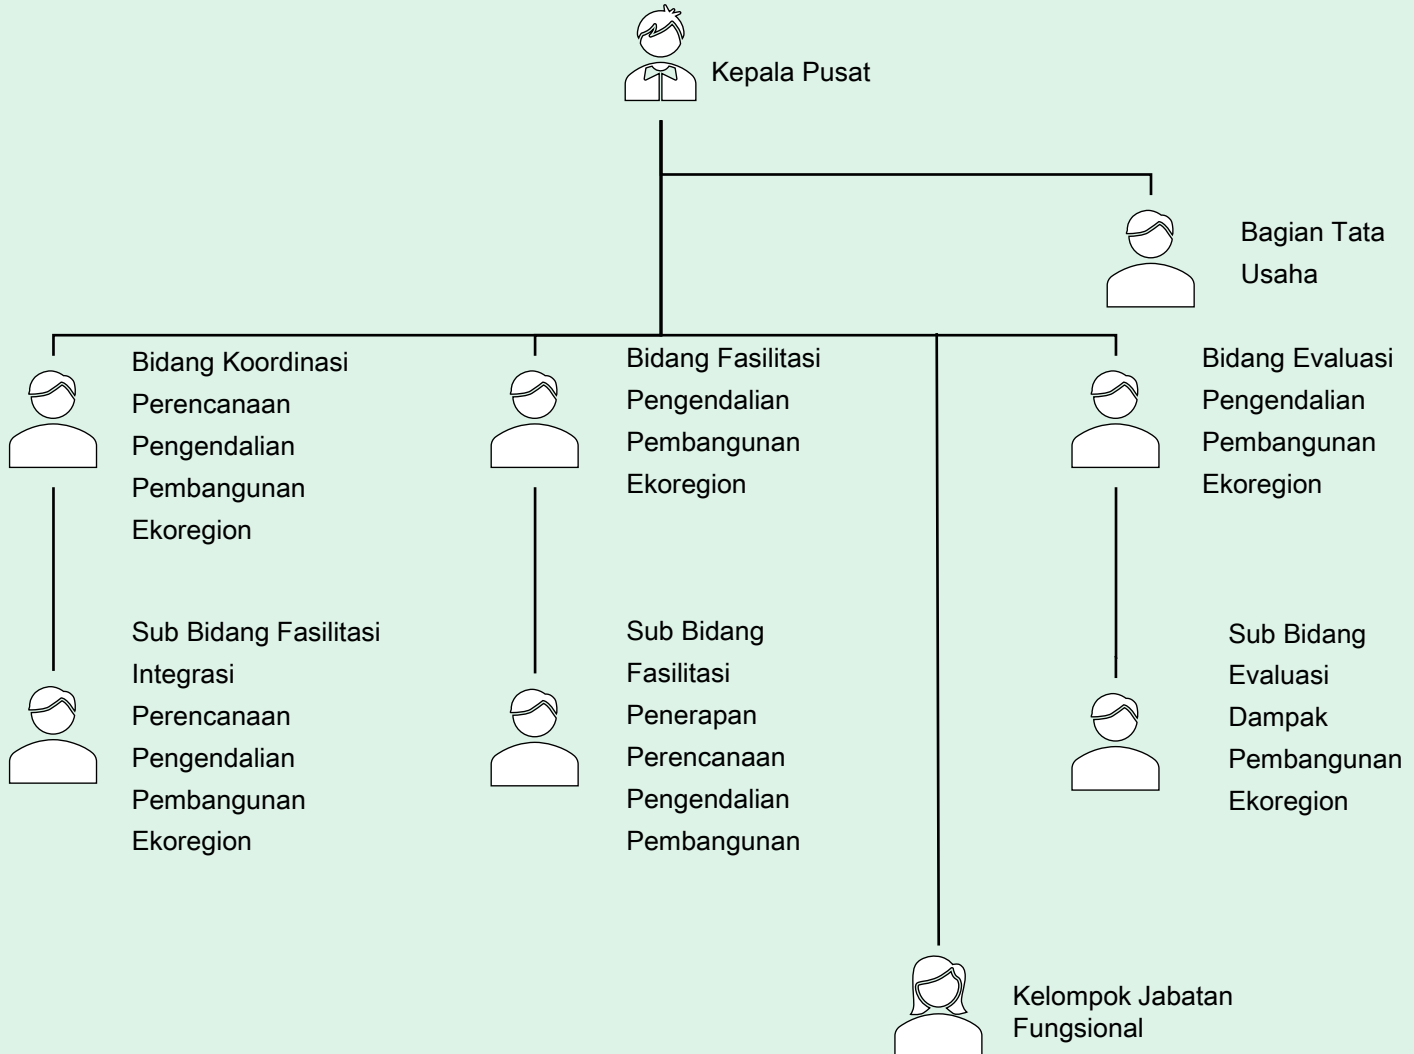 Kepala Pusat
Bagian Tata
Usaha
Bidang Koordinasi
Perencanaan
Pengendalian
Pembangunan
Ekoregion
Bidang Fasilitasi
Pengendalian
Pembangunan
Ekoregion
Bidang Evaluasi
Pengendalian
Pembangunan
Ekoregion
Sub Bidang Fasilitasi
Integrasi
Perencanaan
Pengendalian
Pembangunan
Ekoregion
Sub Bidang
Fasilitasi
Penerapan
Perencanaan
Pengendalian
Pembangunan
Sub Bidang
Evaluasi
Dampak
Pembangunan
Ekoregion
Kelompok Jabatan
Fungsional